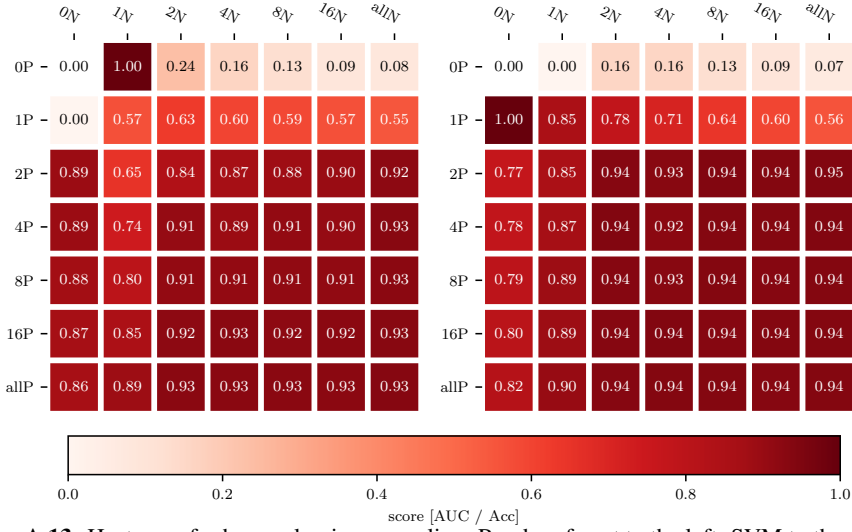 0N 1N 2N 4N 8N 16N allN 0N 1N 2N 4N 8N 16N allN
0P 0.00 1.00 0.24 0.16 0.13 0.09 0.08 0P 0.00 0.00 0.16 0.16 0.13 0.09 0.07
1P 0.00 0.57 0.63 0.60 0.59 0.57 0.55 1P 1.00 0.85 0.78 0.71 0.64 0.60 0.56
2P 0.89 0.65 0.84 0.87 0.88 0.90 0.92 2P 0.77 0.85 0.94 0.93 0.94 0.94 0.95
4P 0.89 0.74 0.91 0.89 0.91 0.90 0.93 4P 0.78 0.87 0.94 0.92 0.94 0.94 0.94
8P 0.88 0.80 0.91 0.91 0.91 0.91 0.93 8P 0.79 0.89 0.94 0.93 0.94 0.94 0.94
16P 0.87 0.85 0.92 0.93 0.92 0.92 0.93 16P 0.80 0.89 0.94 0.94 0.94 0.94 0.94
allP 0.86 0.89 0.93 0.93 0.93 0.93 0.93 allP 0.82 0.90 0.94 0.94 0.94 0.94 0.94
0.0 0.2 0.4 0.6 0.8 1.0
score [AUC / Acc]